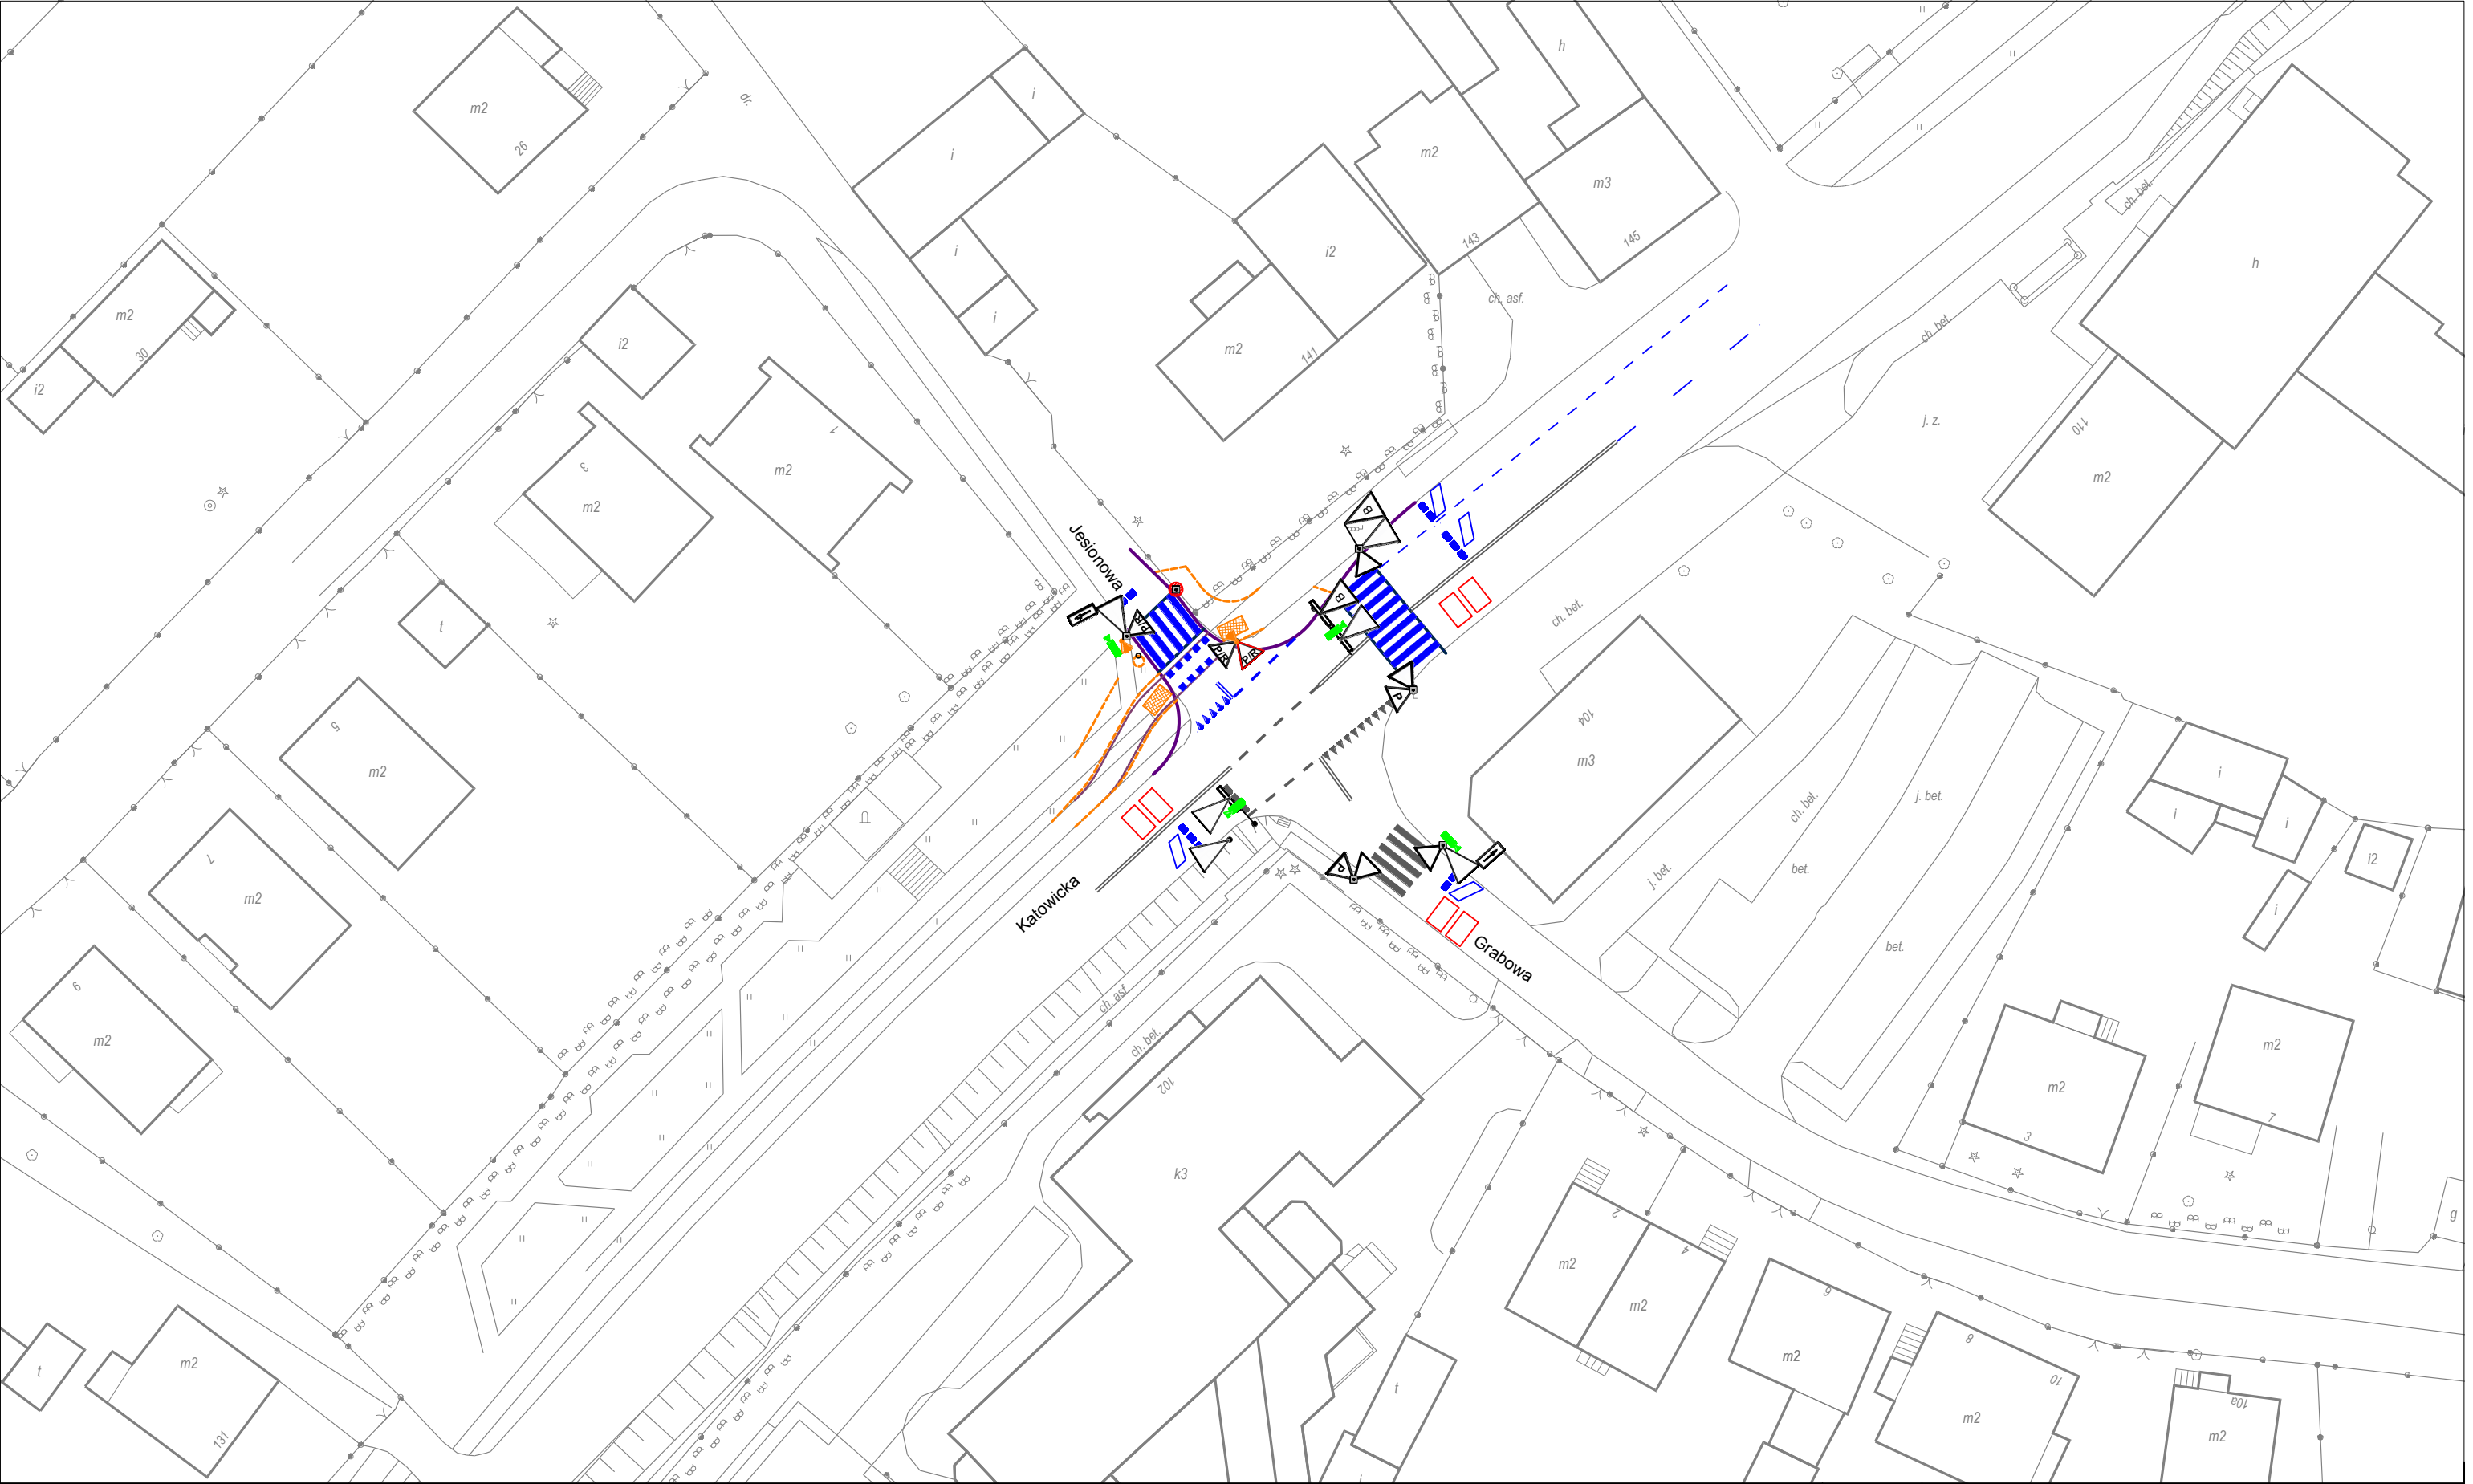 m2
26
dr.
i
i
h
m2
m3
145
143
i2
i
i
m2
141
ch. asf.
ch. bet.
h
ch. bet.
j. z.
110
m2
m2
30
i2
i2
1
m2
3
m2
B
Jesionowa
P/R
B
P/R
P/R
P
ch. bet.
104
m3
t
5
m2
7
m2
9
m2
Katowicka
P
Grabowa
j. bet.
ch. bet.
bet.
j. bet.
bet.
i
i
i
i2
i
ch. asf.
ch. bet.
102
k3
m2
3
m2
7
g
2
m2
4
m2
6
m2
8
10
m2
10a
m2
t
i
t
m2
131